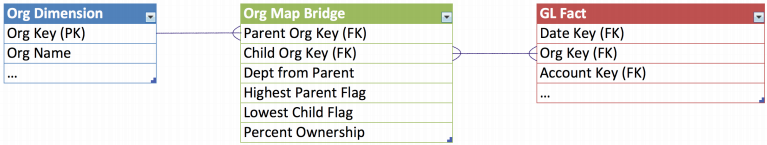 Org Dimension
Org Key (PK)
Org Name
...
Org Map Bridge
Parent Org Key (FK)
Child Org Key (FK)
Dept from Parent
Highest Parent Flag
Lowest Child Flag
Percent Ownership
GL Fact
Date Key (FK)
Org Key (FK)
Account Key (FK)
...